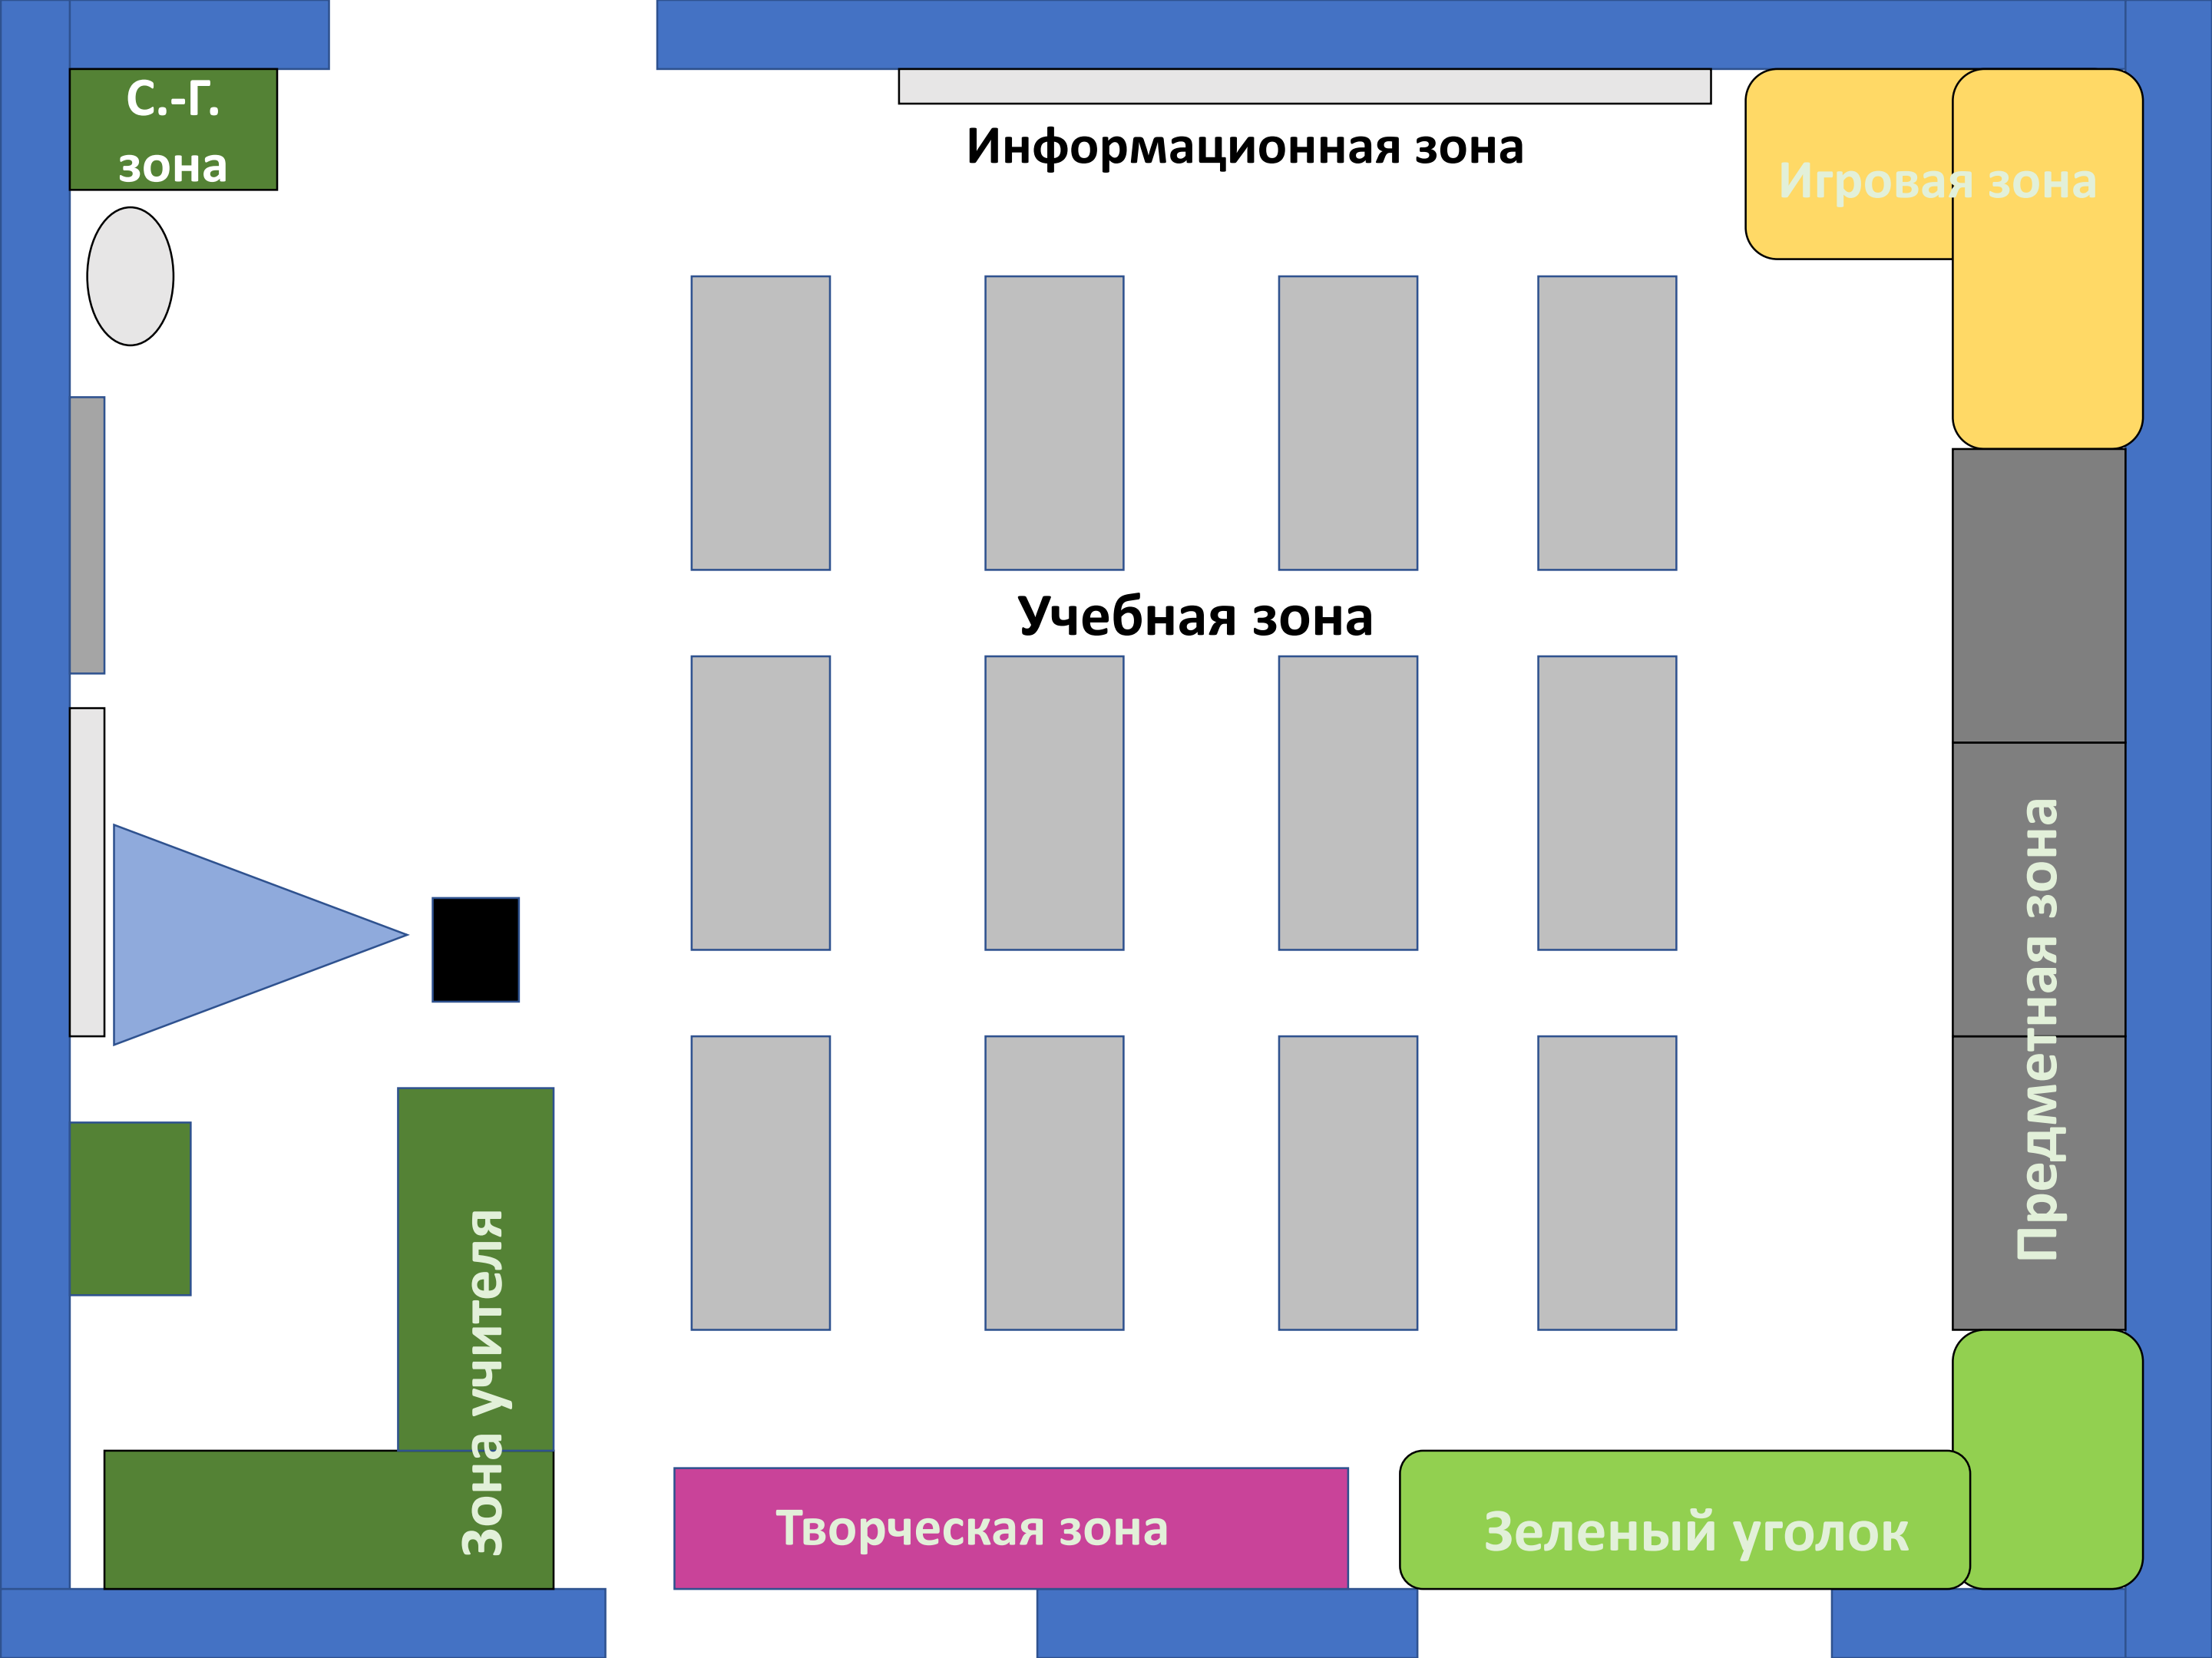 С.-Г.
зона
Информационная зона
Игровая зона
Учебная зона
Предметная зона
Зона учителя
Творческая зона
Зеленый уголок